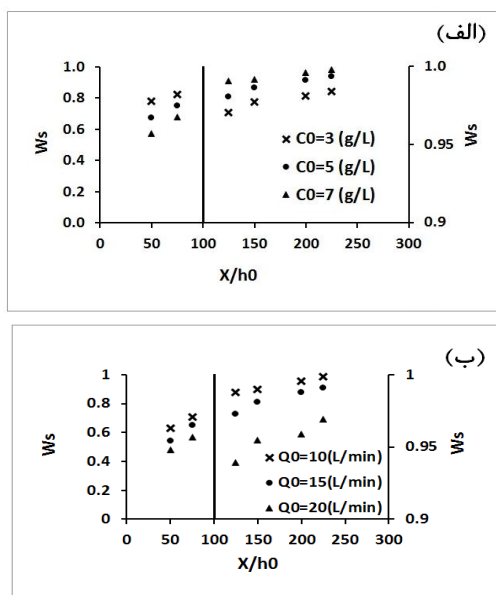 (الف)
1.0
0.8
0.6
0.4
0.2
0.0
Ws
1.0
0.95
0.9
Ws
C0=3 (g/L)
C0=5 (g/L)
C0=7 (g/L)
0 50 100 150 200 250 300
X/h0
(ب)
1
0.8
0.6
0.4
0.2
0
Ws
1
0.95
0.9
Ws
Q0=10(L/min)
Q0=15(L/min)
Q0=20(L/min)
0 50 100 150 200 250 300
X/h0